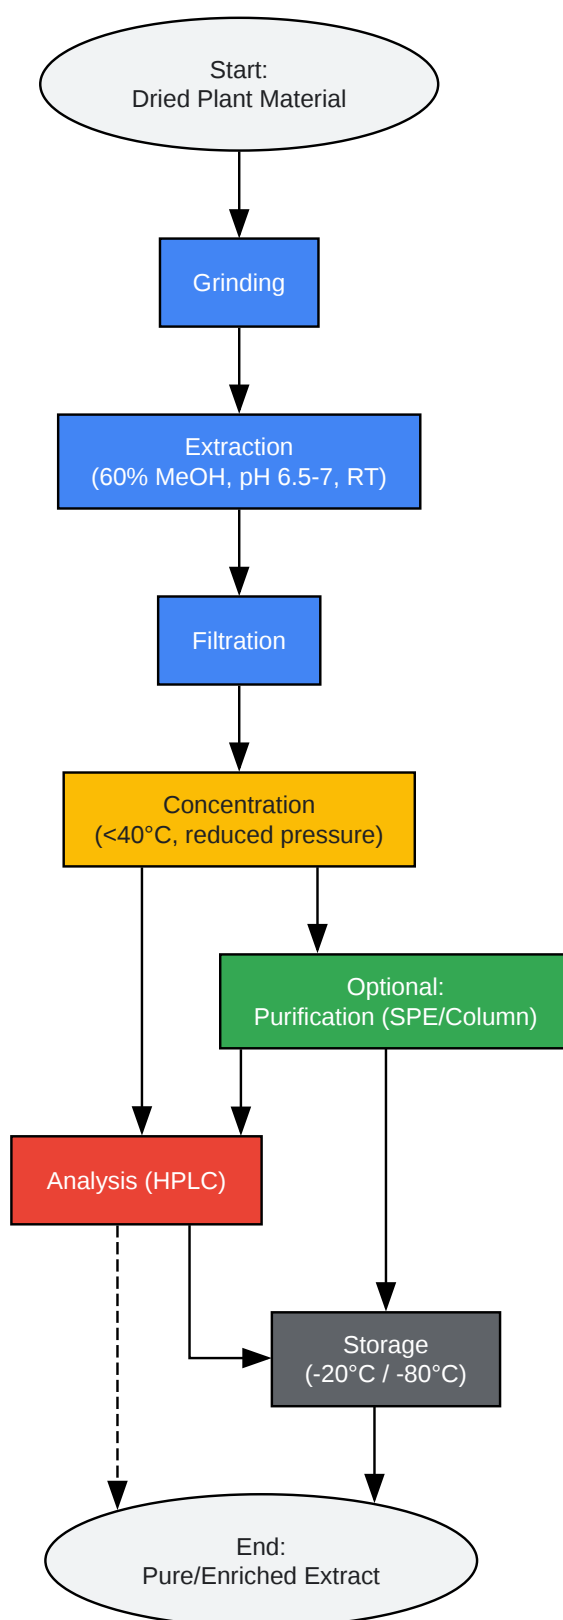 Start:
Dried Plant Material
Grinding
Extraction
(60% MeOH, pH 6.5-7, RT)
Filtration
Concentration
(<40°C, reduced pressure)
Optional:
Purification (SPE/Column)
Analysis (HPLC)
Storage
(-20°C / -80°C)
End:
Pure/Enriched Extract